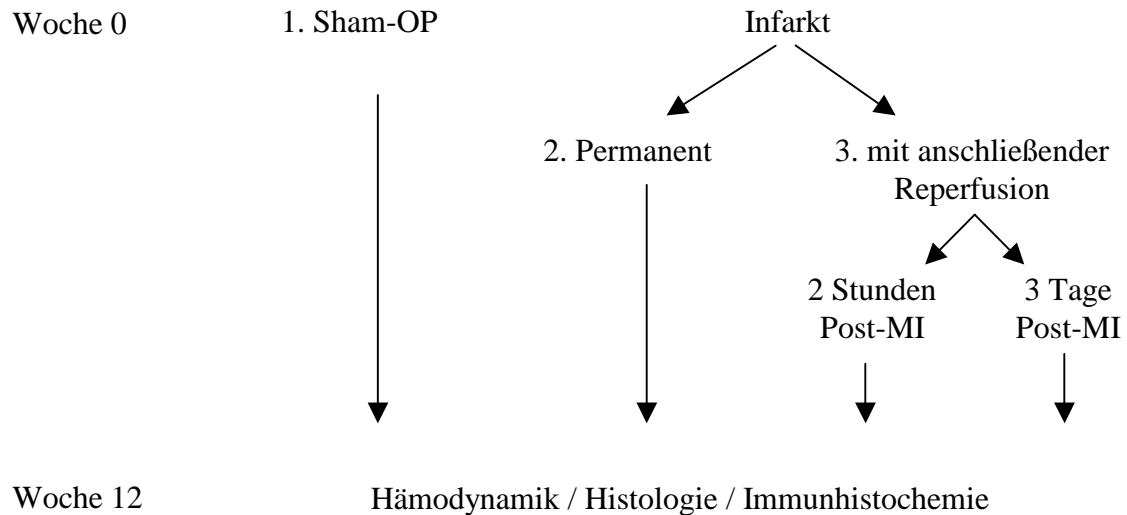 Woche 0
1. Sham-OP
Infarkt
2. Permanent
3. mit anschließender
Reperfusion
2 Stunden
Post-MI
3 Tage
Post-MI
Woche 12
Hämodynamik / Histologie / Immunhistochemie